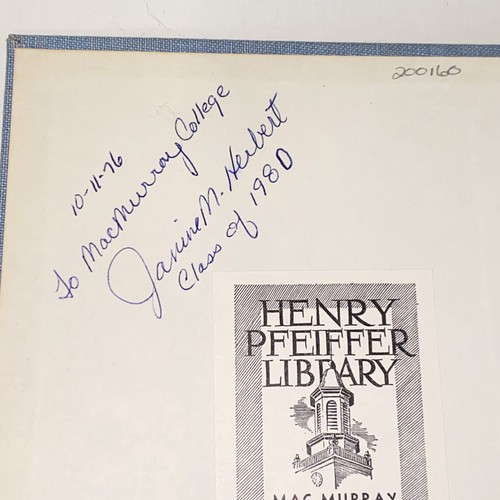 200160
10-11-76
To MacMurray College
Janine M. Herbert
Class of 1980
HENRY
PFEIFFER
LIBRARY
MAC MURRAY